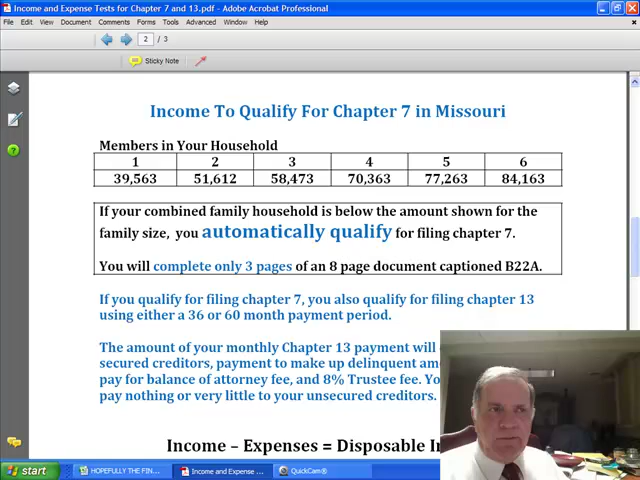 Income and Expense Tests for Chapter 7 and 13.pdf - Adobe Acrobat Professional
File Edit View Document Comments Forms Tools Advanced Window Help
2 / 3
Sticky Note
Income To Qualify For Chapter 7 in Missouri
Members in Your Household
1 2 3 4 5 6
39,563 51,612 58,473 70,363 77,263 84,163
If your combined family household is below the amount shown for the
family size, you automatically qualify for filing chapter 7.
You will complete only 3 pages of an 8 page document captioned B22A.
If you qualify for filing chapter 7, you also qualify for filing chapter 13
using either a 36 or 60 month payment period.
The amount of your monthly Chapter 13 payment will
secured creditors, payment to make up delinquent
pay for balance of attorney fee, and 8% Trustee fee.
pay nothing or very little to your unsecured creditors.
Income – Expenses = Disposable
start HOPEFULLY THE FIN... Income and Expense ... QuickCam®